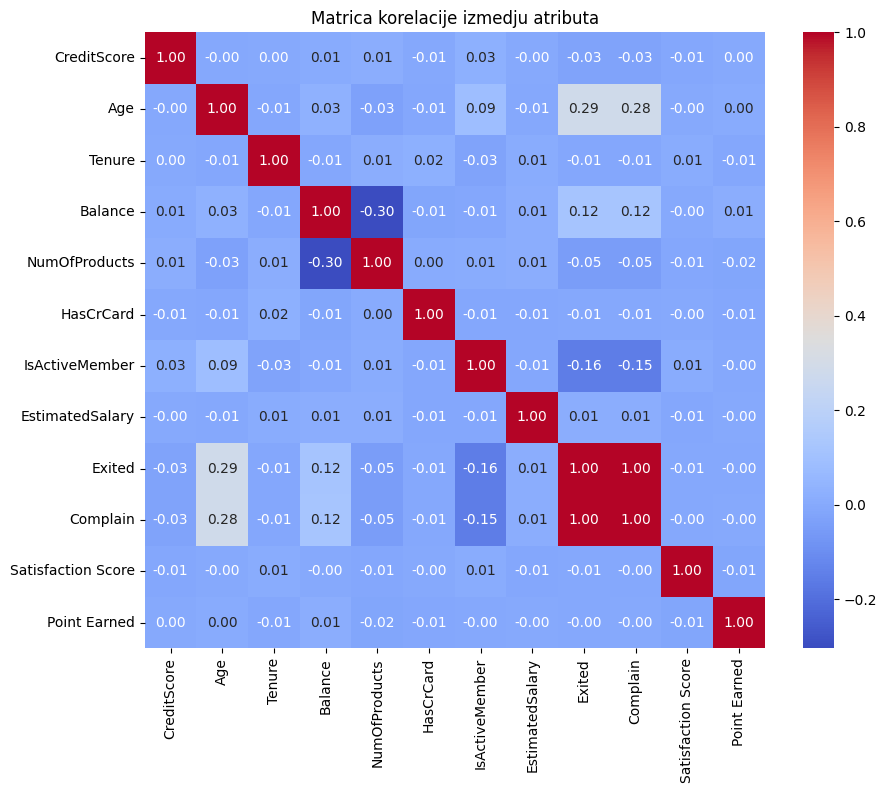 Matrica korelacije izmedju atributa
CreditScore 1.00 -0.00 0.00 0.01 0.01 -0.01 0.03 -0.00 -0.03 -0.03 -0.01 0.00
Age -0.00 1.00 -0.01 0.03 -0.03 -0.01 0.09 -0.01 0.29 0.28 -0.00 0.00
Tenure 0.00 -0.01 1.00 -0.01 0.01 0.02 -0.03 0.01 -0.01 -0.01 0.01 -0.01
Balance 0.01 0.03 -0.01 1.00 -0.30 -0.01 -0.01 0.01 0.12 0.12 -0.00 0.01
NumOfProducts 0.01 -0.03 0.01 -0.30 1.00 0.00 0.01 0.01 -0.05 -0.05 -0.01 -0.02
HasCrCard -0.01 -0.01 0.02 -0.01 0.00 1.00 -0.01 -0.01 -0.01 -0.01 -0.00 -0.01
IsActiveMember 0.03 0.09 -0.03 -0.01 0.01 -0.01 1.00 -0.01 -0.16 -0.15 0.01 -0.00
EstimatedSalary -0.00 -0.01 0.01 0.01 0.01 -0.01 -0.01 1.00 0.01 0.01 -0.01 -0.00
Exited -0.03 0.29 -0.01 0.12 -0.05 -0.01 -0.16 0.01 1.00 1.00 -0.01 -0.00
Complain -0.03 0.28 -0.01 0.12 -0.05 -0.01 -0.15 0.01 1.00 1.00 -0.00 -0.00
Satisfaction Score -0.01 -0.00 0.01 -0.00 -0.01 -0.00 0.01 -0.01 -0.01 -0.00 1.00 -0.01
Point Earned 0.00 0.00 -0.01 0.01 -0.02 -0.01 -0.00 -0.00 -0.00 -0.00 -0.01 1.00
CreditScore
Age
Tenure
Balance
NumOfProducts
HasCrCard
IsActiveMember
EstimatedSalary
Exited
Complain
Satisfaction Score
Point Earned
1.0
0.8
0.6
0.4
0.2
0.0
−0.2